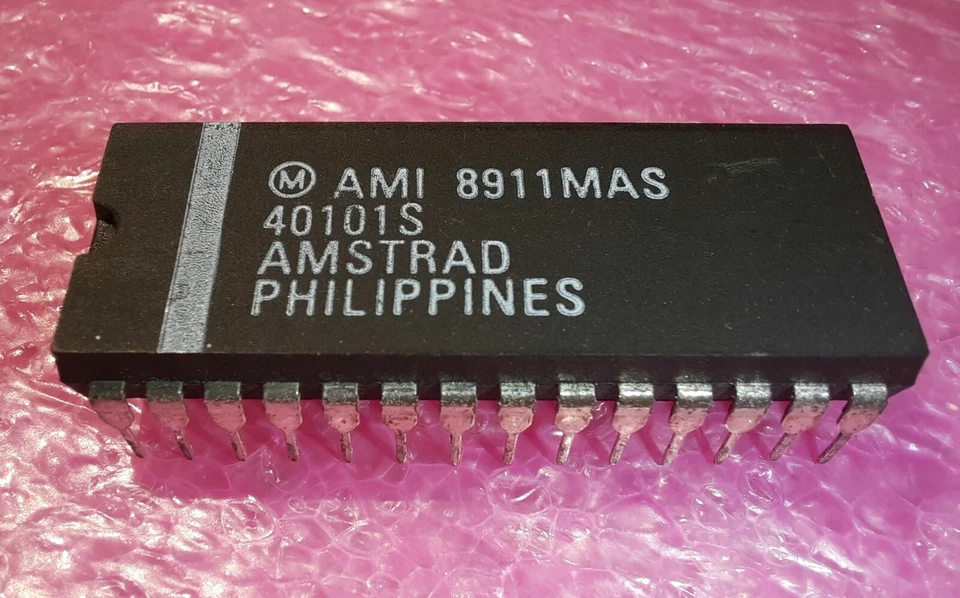 Ⓜ AMI 8911MAS
40101S
AMSTRAD
PHILIPPINES